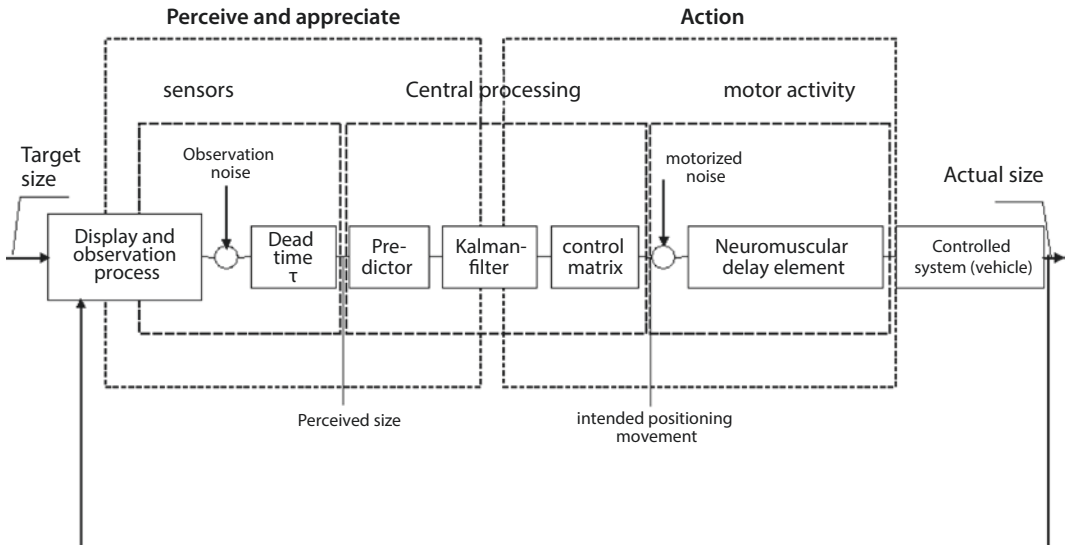 Perceive and appreciate
Action
sensors
Central processing
motor activity
Target
size
Observation
noise
motorized
noise
Actual size
Display and
observation
process
Dead
time
τ
Pre-
dictor
Kalman-
filter
control
matrix
Neuromuscular
delay element
Controlled
system (vehicle)
Perceived size
intended positioning
movement